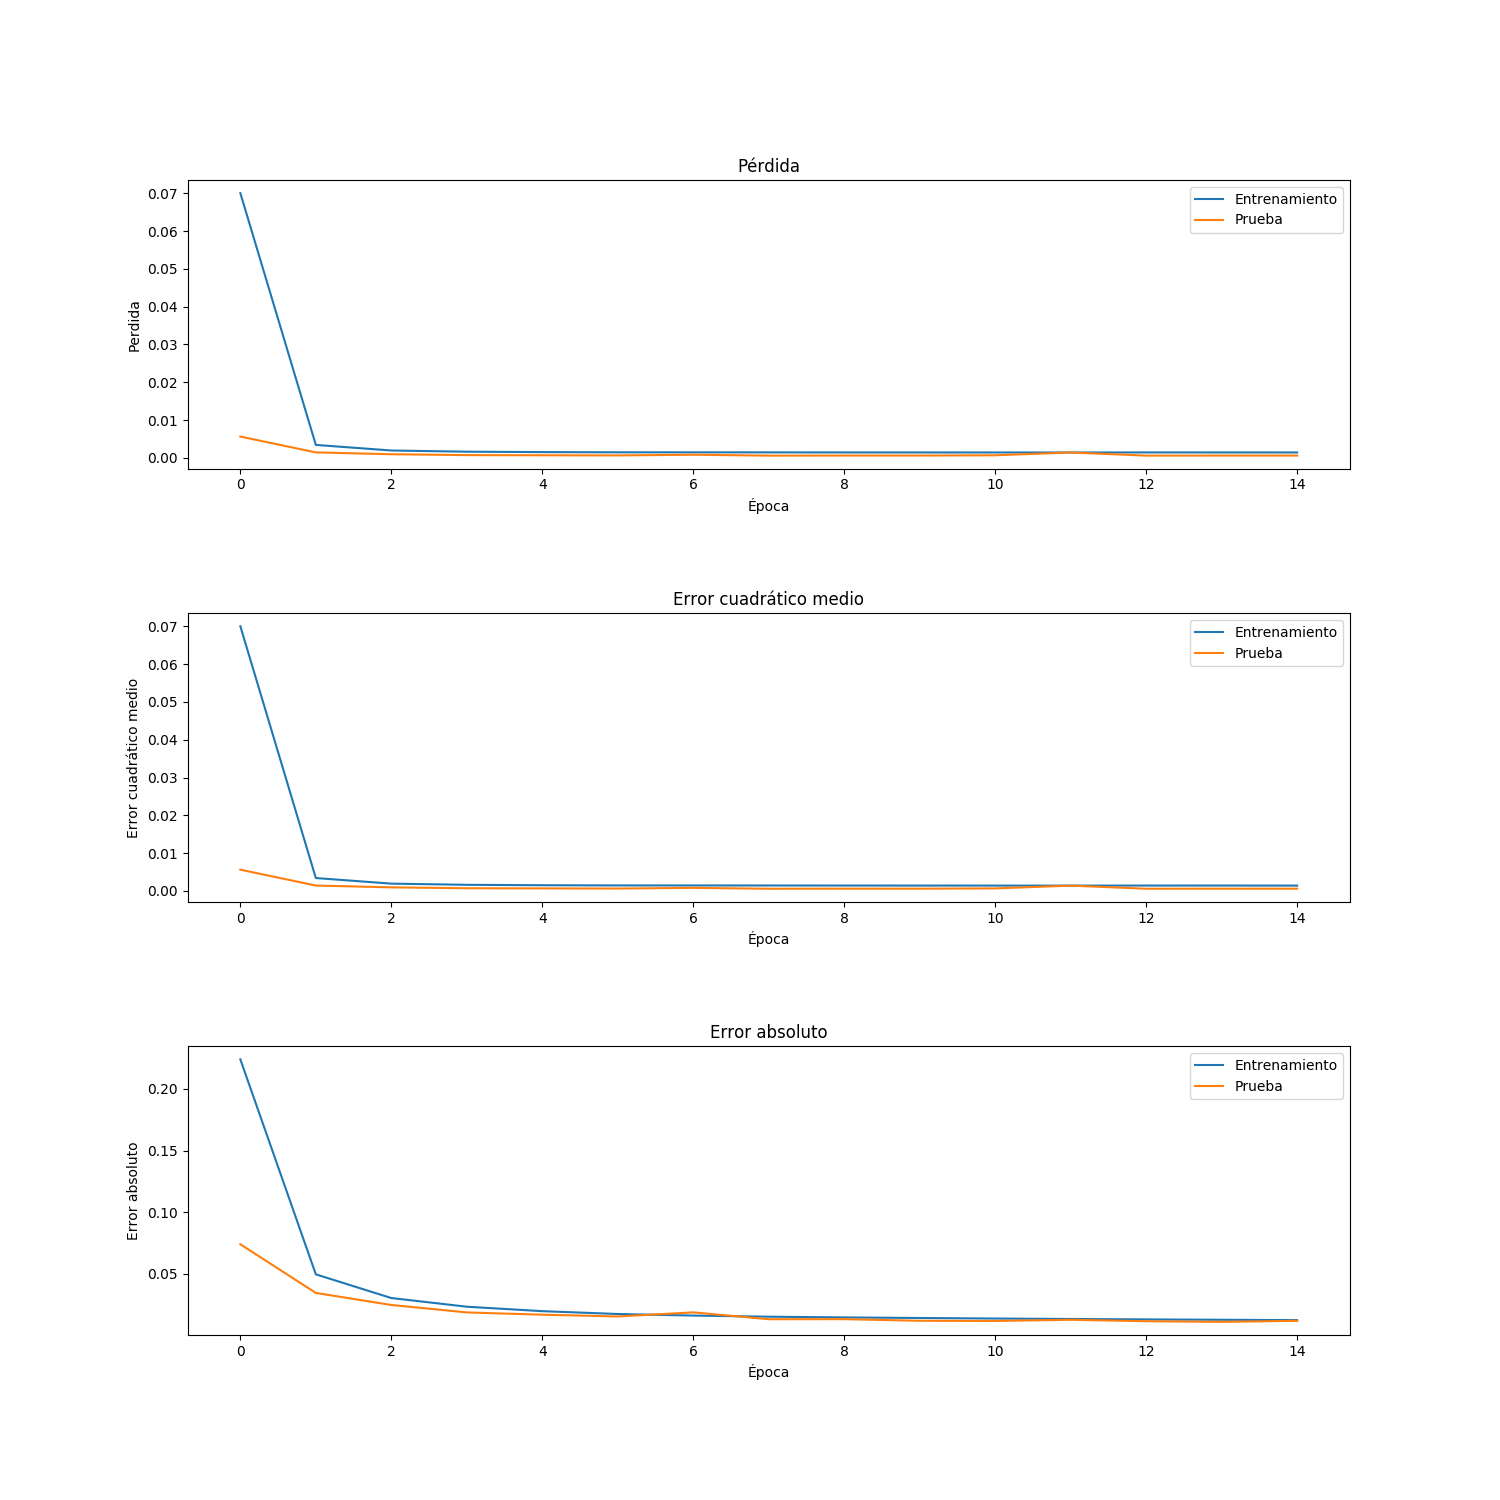 Pérdida
0.07
0.06
0.05
0.04
0.03
0.02
0.01
0.00
Perdida
Entrenamiento
Prueba
0 2 4 6 8 10 12 14
Época
Error cuadrático medio
0.07
0.06
0.05
0.04
0.03
0.02
0.01
0.00
Error cuadrático medio
Entrenamiento
Prueba
0 2 4 6 8 10 12 14
Época
Error absoluto
0.20
0.15
0.10
0.05
Error absoluto
Entrenamiento
Prueba
0 2 4 6 8 10 12 14
Época